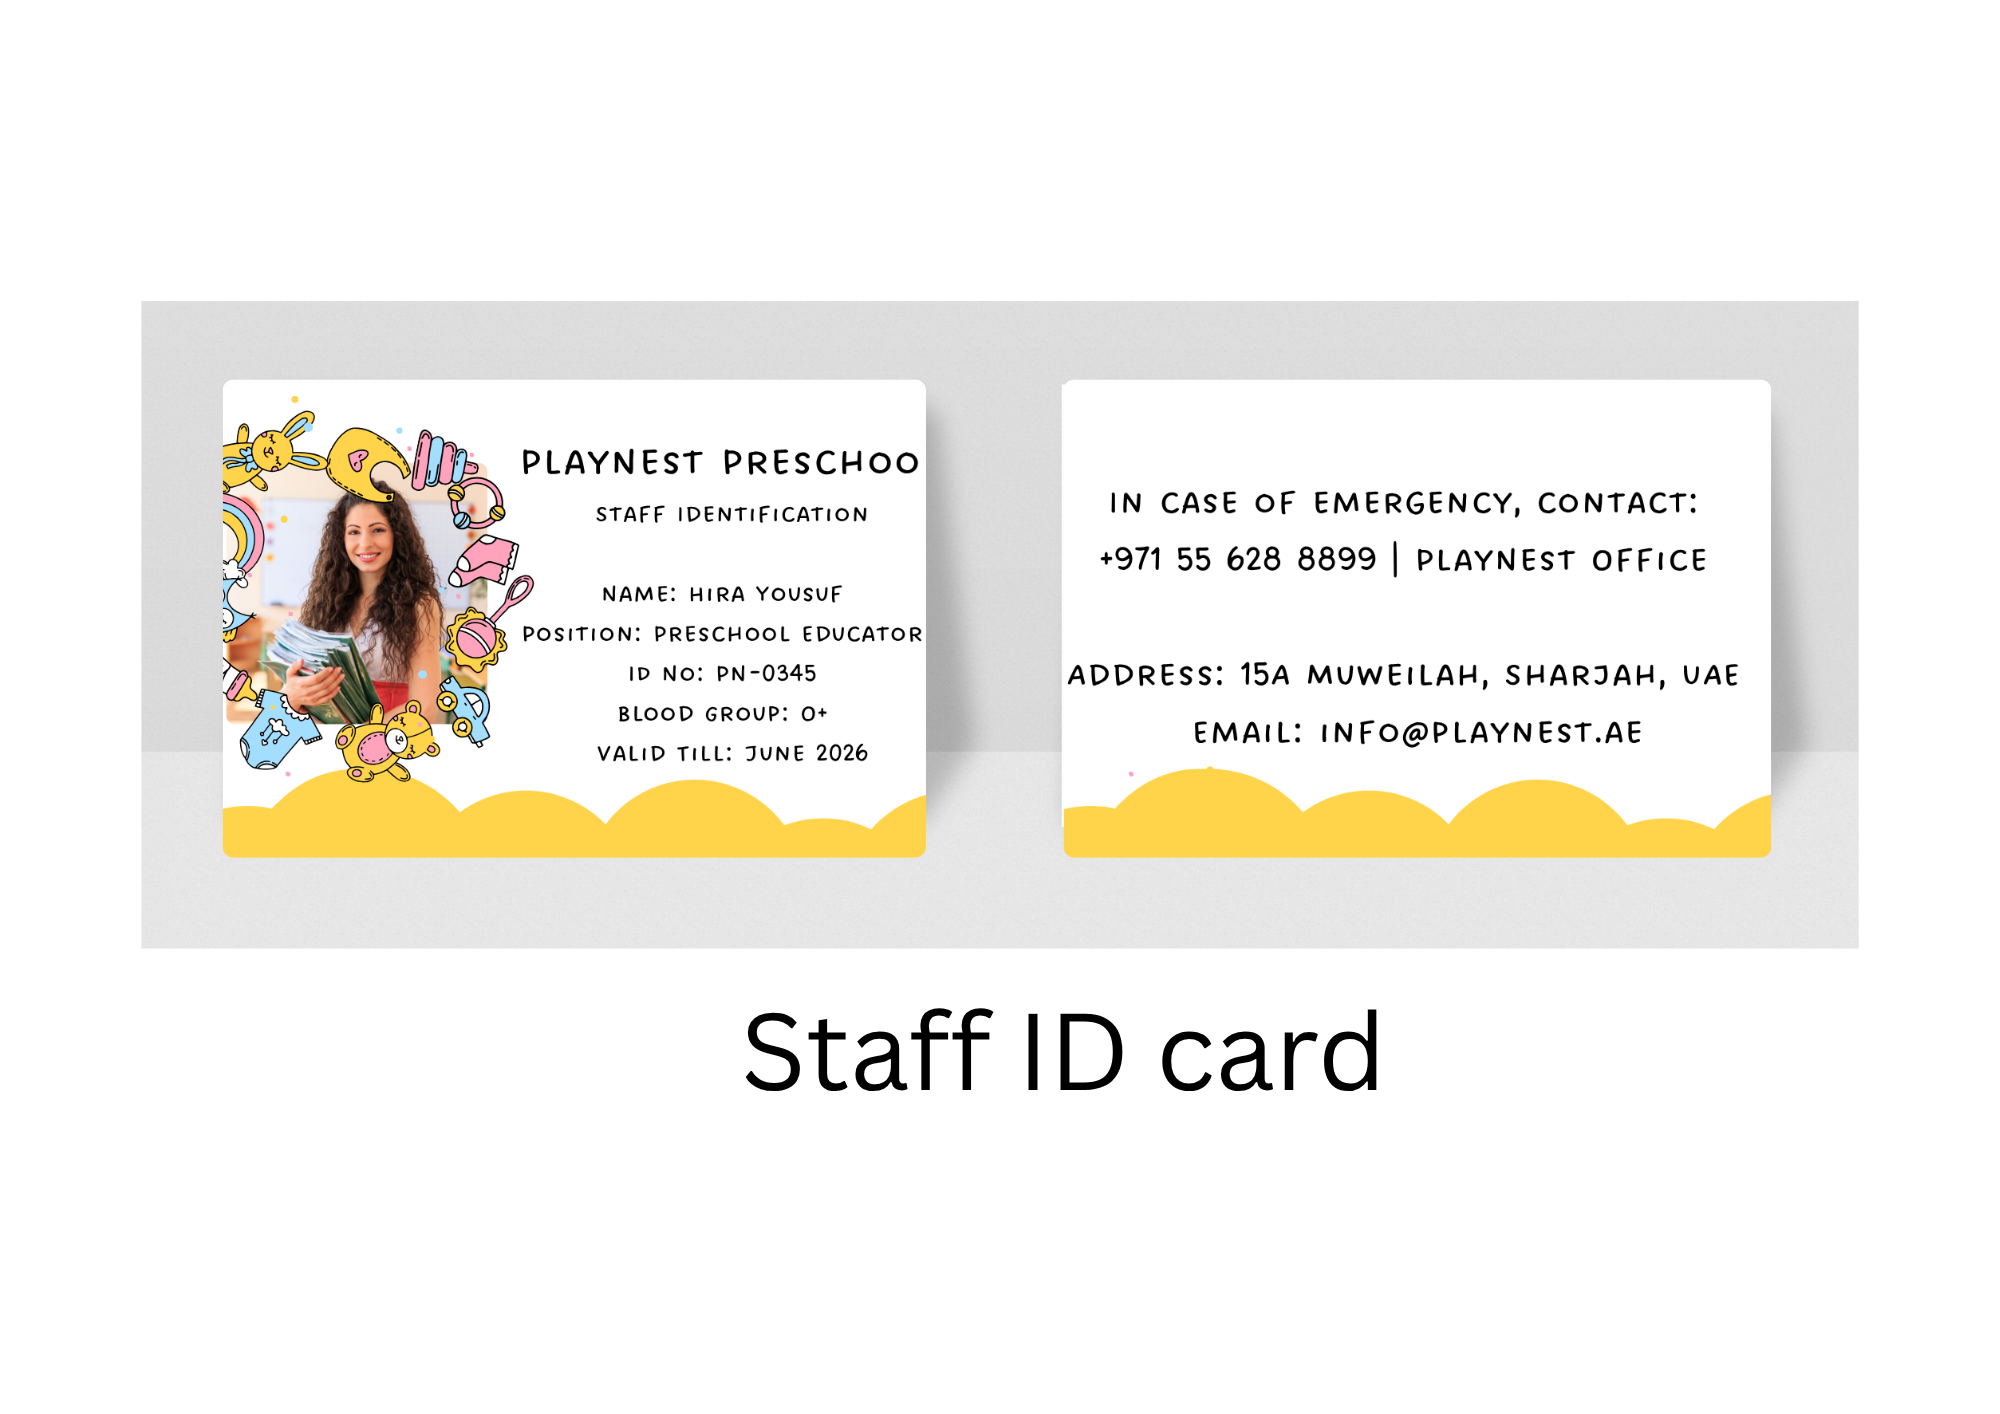 PLAYNEST PRESCHOO
STAFF IDENTIFICATION
NAME: HIRA YOUSUF
POSITION: PRESCHOOL EDUCATOR
ID NO: PN-0345
BLOOD GROUP: O+
VALID TILL: JUNE 2026
IN CASE OF EMERGENCY, CONTACT:
+971 55 628 8899 | PLAYNEST OFFICE
ADDRESS: 15A MUWEILAH, SHARJAH, UAE
EMAIL: INFO@PLAYNEST.AE
Staff ID card